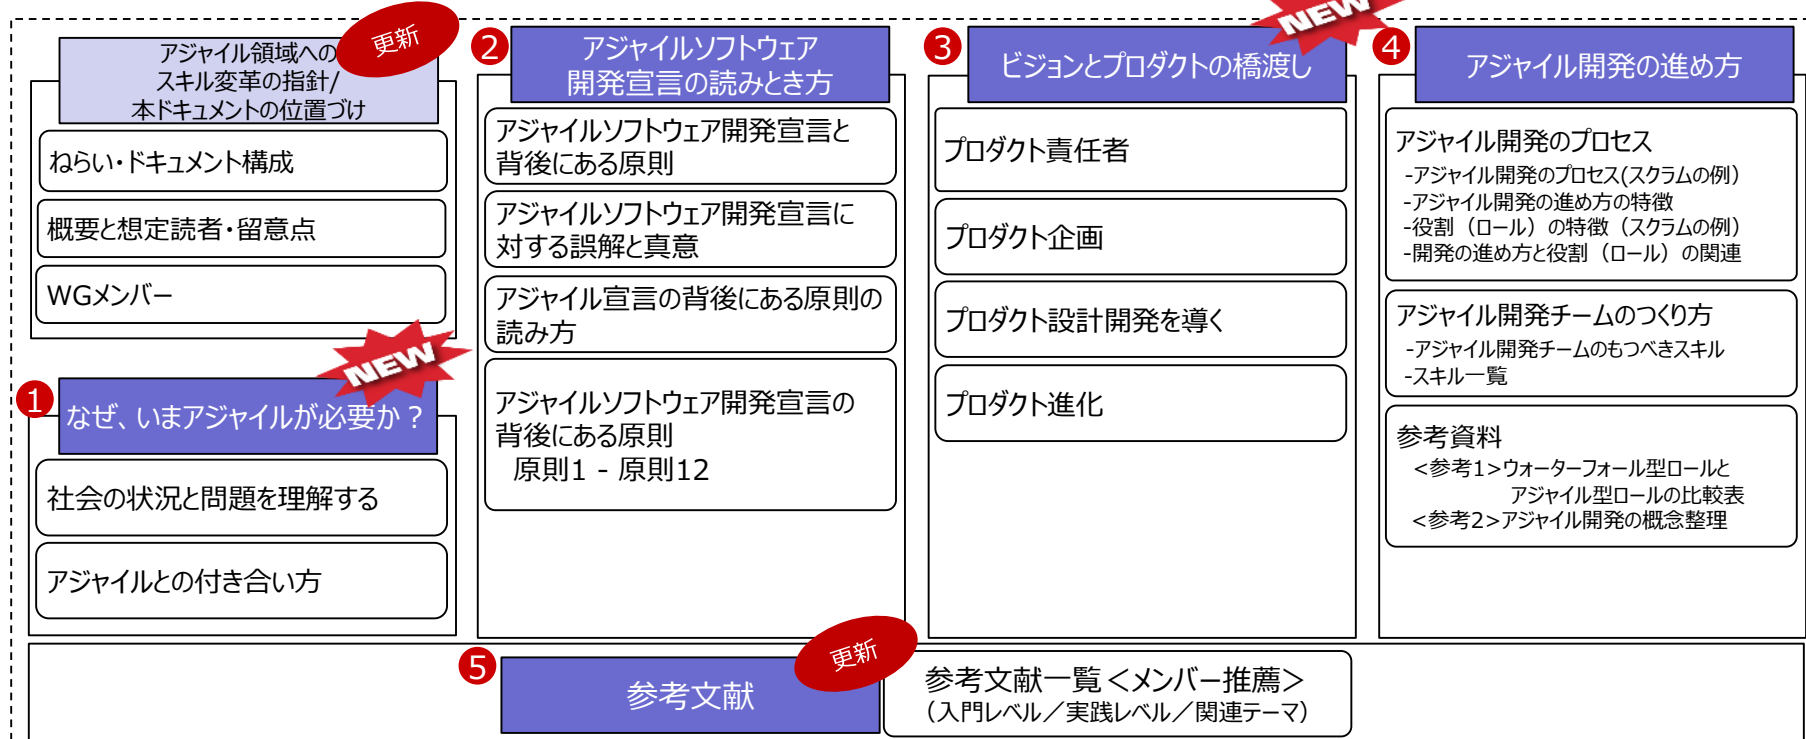 アジャイル領域への
スキル変革の指針/
本ドキュメントの位置づけ
更新
ねらい・ドキュメント構成
概要と想定読者・留意点
WGメンバー
NEW
1
なぜ、いまアジャイルが必要か？
社会の状況と問題を理解する
アジャイルとの付き合い方
2
アジャイルソフトウェア
開発宣言の読みとき方
アジャイルソフトウェア開発宣言と
背後にある原則
アジャイルソフトウェア開発宣言に
対する誤解と真意
アジャイル宣言の背後にある原則の
読み方
アジャイルソフトウェア開発宣言の
背後にある原則
原則1 - 原則12
3
ビジョンとプロダクトの橋渡し
NEW
プロダクト責任者
プロダクト企画
プロダクト設計開発を導く
プロダクト進化
4
アジャイル開発の進め方
アジャイル開発のプロセス
-アジャイル開発のプロセス(スクラムの例）
-アジャイル開発の進め方の特徴
-役割（ロール）の特徴（スクラムの例）
-開発の進め方と役割（ロール）の関連
アジャイル開発チームのつくり方
-アジャイル開発チームのもつべきスキル
-スキル一覧
参考資料
<参考1>ウォーターフォール型ロールと
アジャイル型ロールの比較表
<参考2>アジャイル開発の概念整理
5
参考文献
更新
参考文献一覧＜メンバー推薦＞
（入門レベル／実践レベル／関連テーマ）